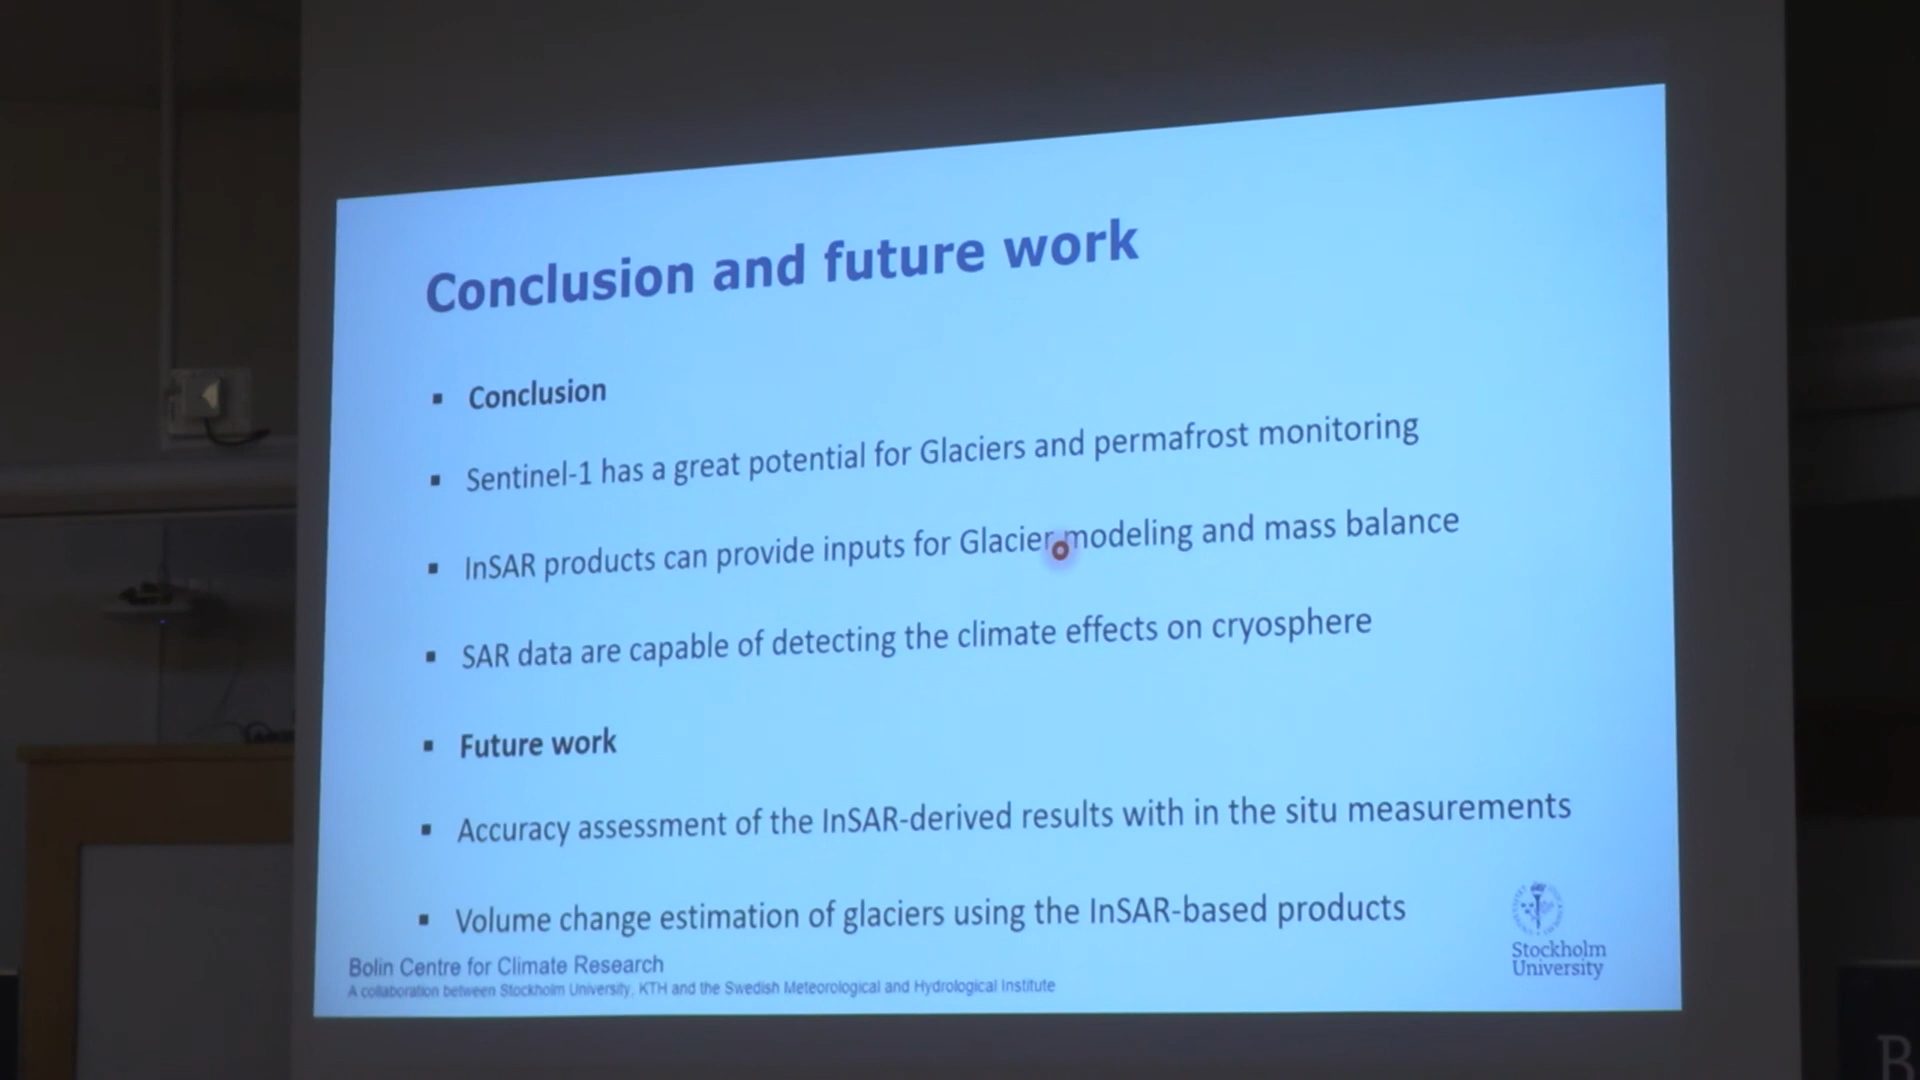 Conclusion and future work
Conclusion
Sentinel-1 has a great potential for Glaciers and permafrost monitoring
InSAR products can provide inputs for Glacier modeling and mass balance
SAR data are capable of detecting the climate effects on cryosphere
Future work
Accuracy assessment of the InSAR-derived results with in the situ measurements
Volume change estimation of glaciers using the InSAR-based products
Bolin Centre for Climate Research
A collaboration between Stockholm University, KTH and the Swedish Meteorological and Hydrological Institute
Stockholm
University
B